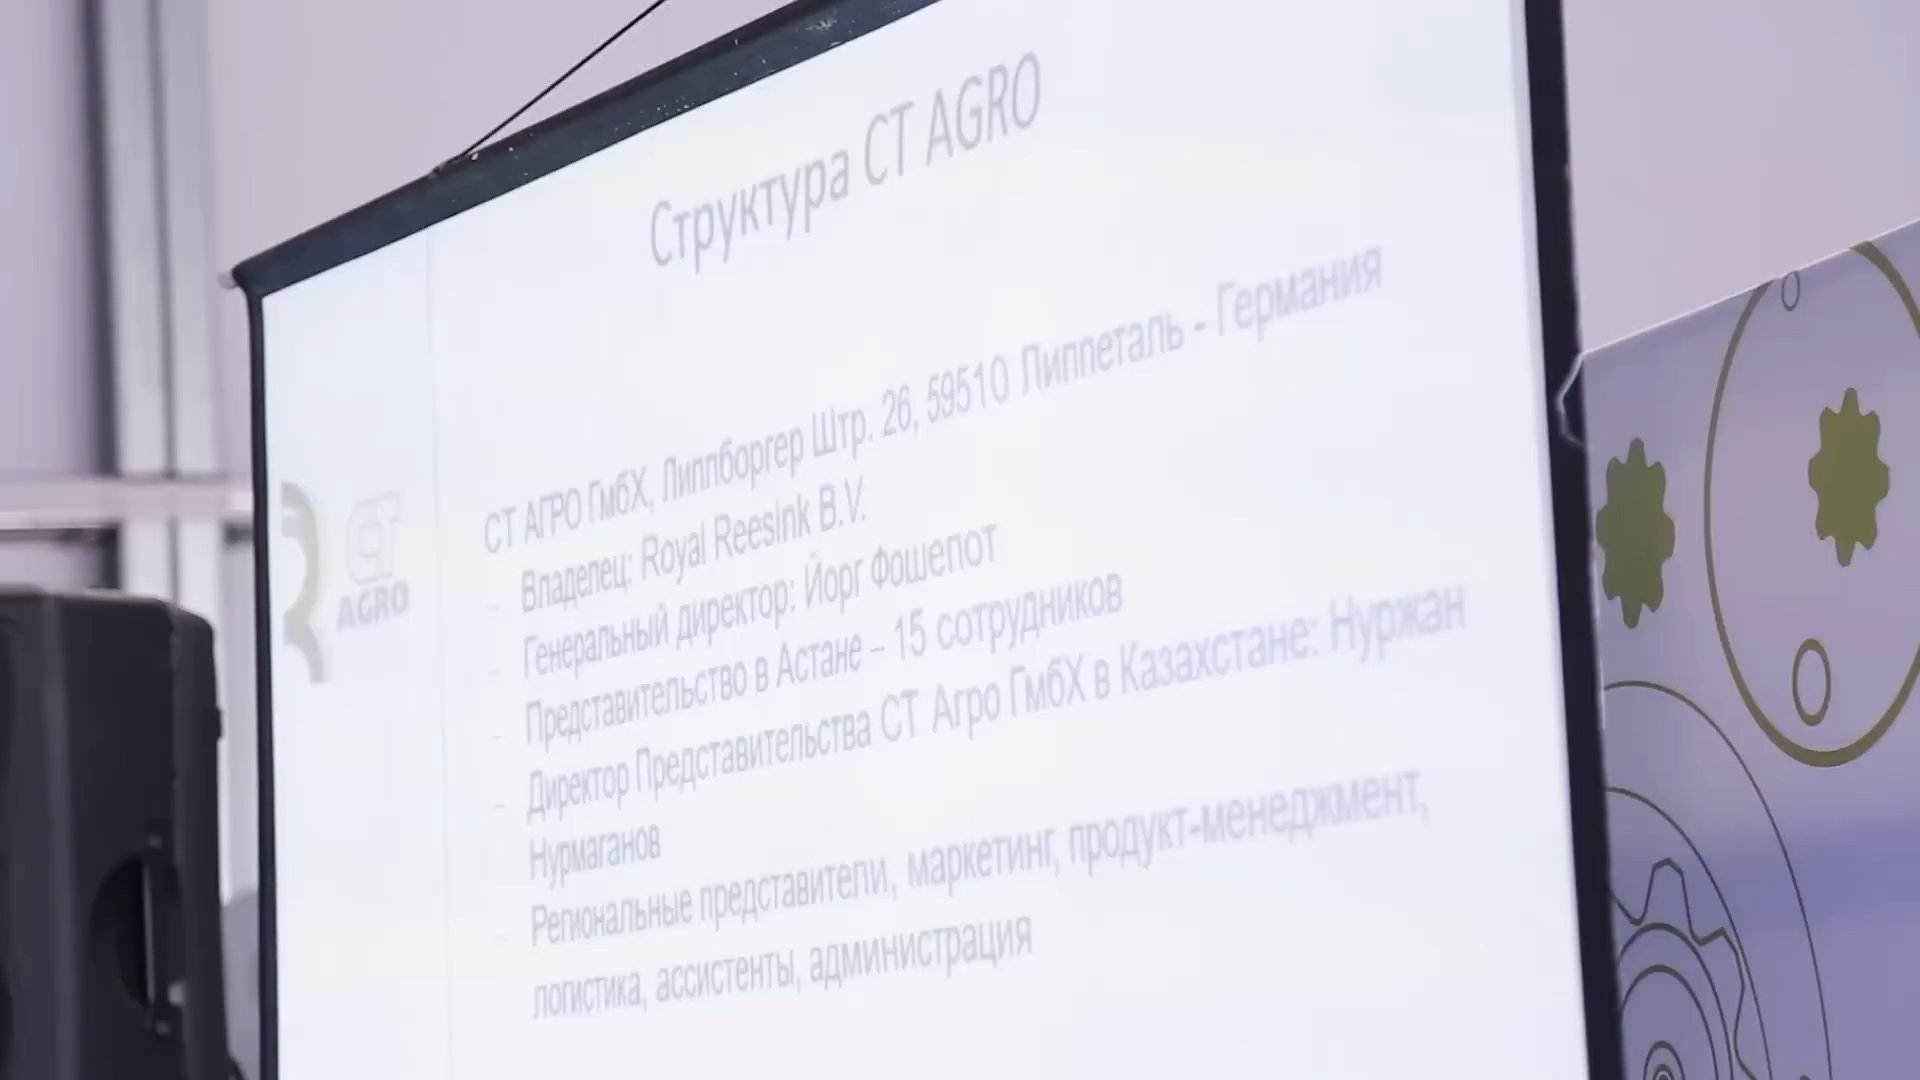 Структура CT AGRO
СТ АГРО ГмбХ, Липпборгер Штр. 26, 59510 Липпеталь - Германия
– Владелец: Royal Reesink B.V.
– Генеральный директор: Йорг Фошепот
– Представительство в Астане – 15 сотрудников
– Директор Представительства СТ Агро ГмбХ в Казахстане: Нуржан
Нурмаганов
– Региональные представители, маркетинг, продукт-менеджмент,
логистика, ассистенты, администрация
CT
AGRO